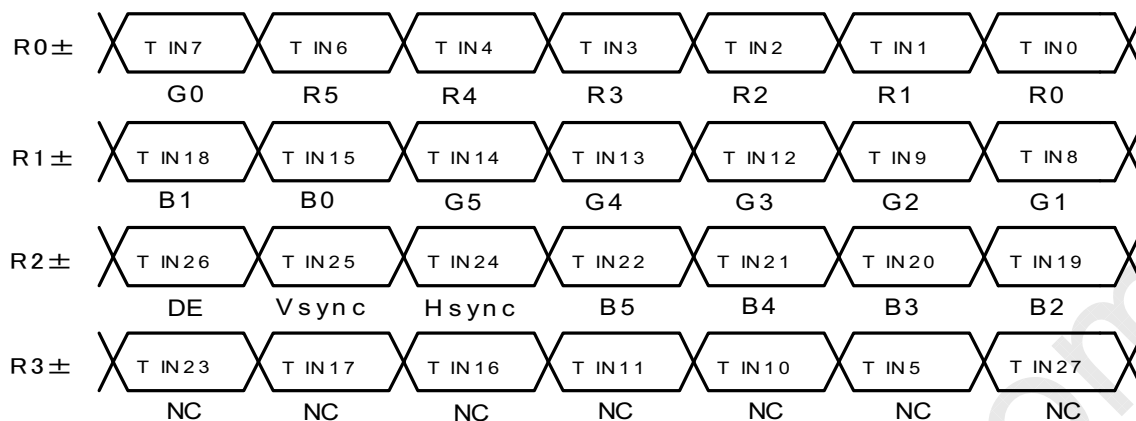 R0± T IN7 T IN6 T IN4 T IN3 T IN2 T IN1 T IN0
G0 R5 R4 R3 R2 R1 R0
R1± T IN18 T IN15 T IN14 T IN13 T IN12 T IN9 T IN8
B1 B0 G5 G4 G3 G2 G1
R2± T IN26 T IN25 T IN24 T IN22 T IN21 T IN20 T IN19
DE Vsync Hsync B5 B4 B3 B2
R3± T IN23 T IN17 T IN16 T IN11 T IN10 T IN5 T IN27
NC NC NC NC NC NC NC